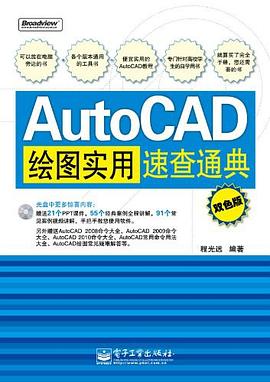 Broadview
www.broadview.com.cn
可以放在电脑
旁边的书
各个版本通用
的工具书
便宜实用的
AutoCAD教程
专门针对高校学
生的自学用书
就算买了完全
手册，您还需
要的书
AutoCAD
绘图实用 速查通典
双色版
光盘中更多惊喜内容：
赠送21个PPT课件、55个经典案例全程讲解、91个常
见案例视频讲解，手把手教您使用软件。
另外赠送AutoCAD 2008命令大全、AutoCAD 2009命令
大全、AutoCAD 2010命令大全、AutoCAD常用命令用法
大全、AutoCAD绘图常见疑难解答等。
程光远 编著
电子工业出版社